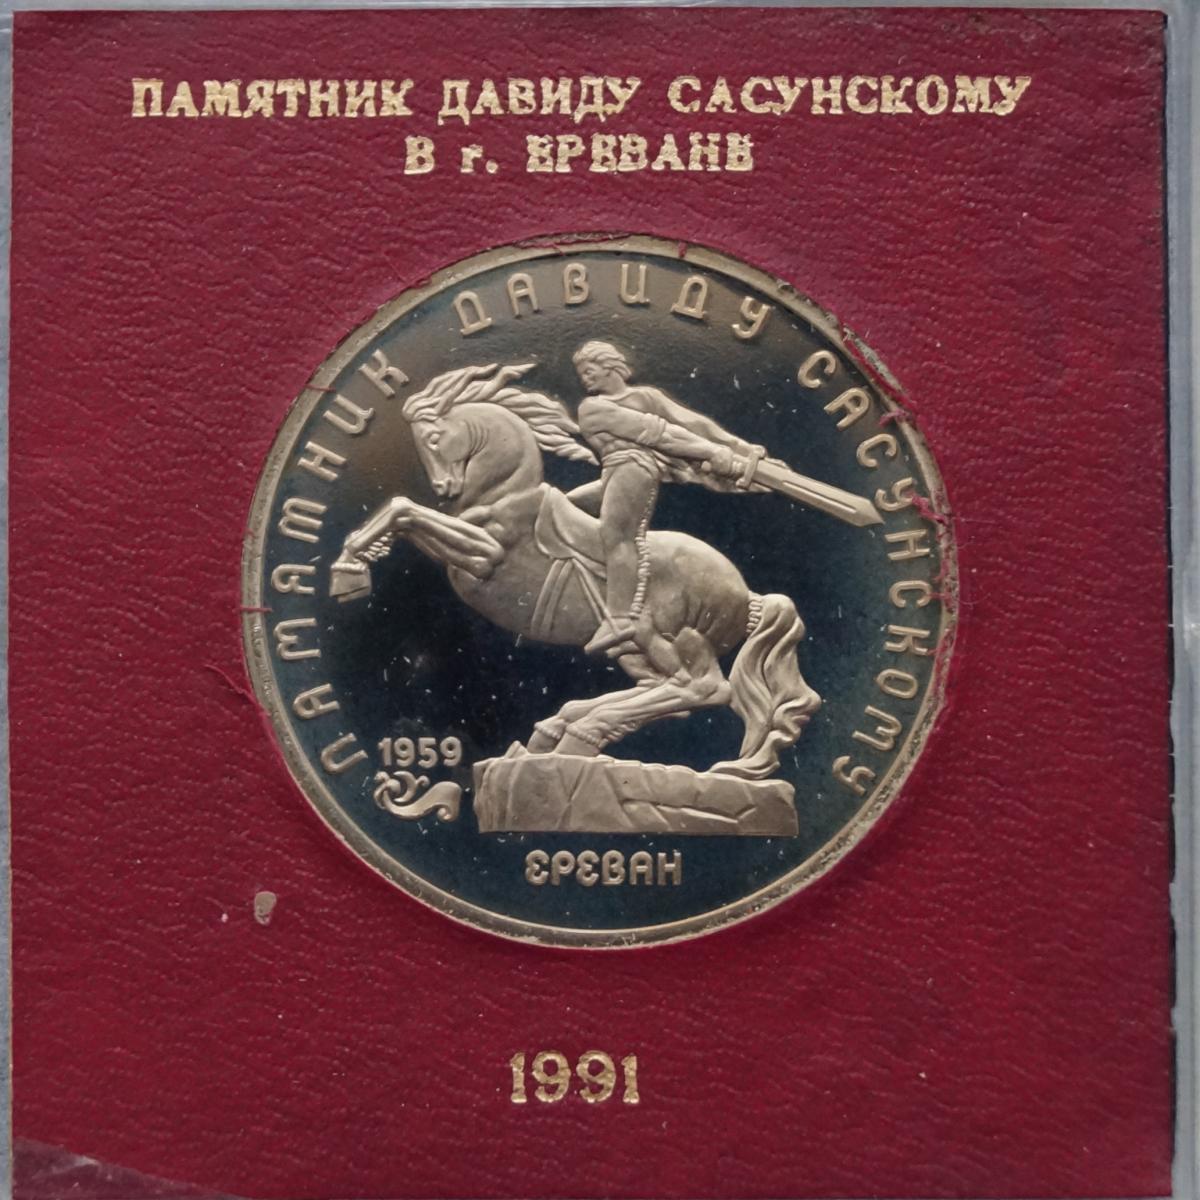 ПАМЯТНИК ДАВИДУ САСУНСКОМУ
В г. ЕРЕВАНЕ
ПАМЯТНИК ДАВИДУ САСУНСКОМУ
1959
ЕРЕВАН
1991